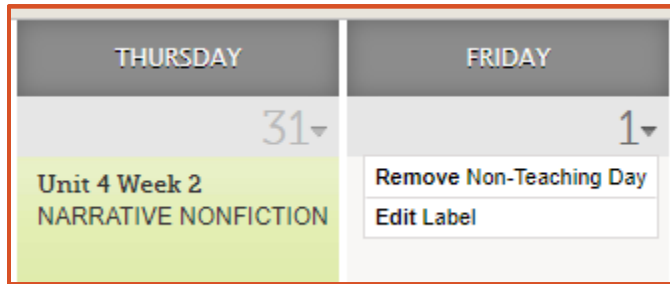 THURSDAY
FRIDAY
31
1
Unit 4 Week 2
NARRATIVE NONFICTION
Remove Non-Teaching Day
Edit Label